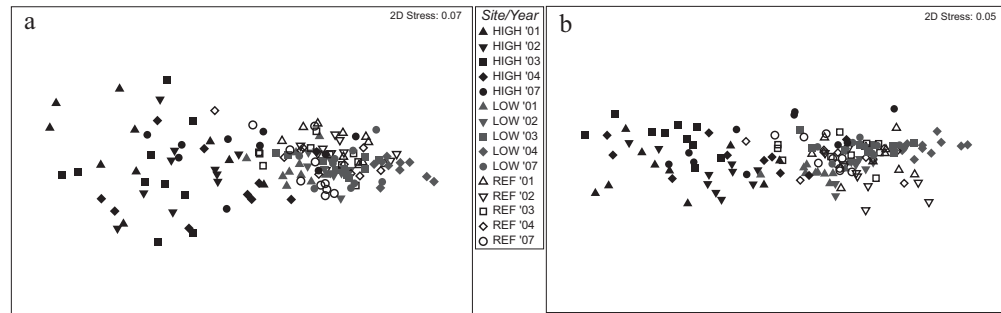 a
2D Stress: 0.07
Site/Year
HIGH '01
HIGH '02
HIGH '03
HIGH '04
HIGH '07
LOW '01
LOW '02
LOW '03
LOW '04
LOW '07
REF '01
REF '02
REF '03
REF '04
REF '07
b
2D Stress: 0.05